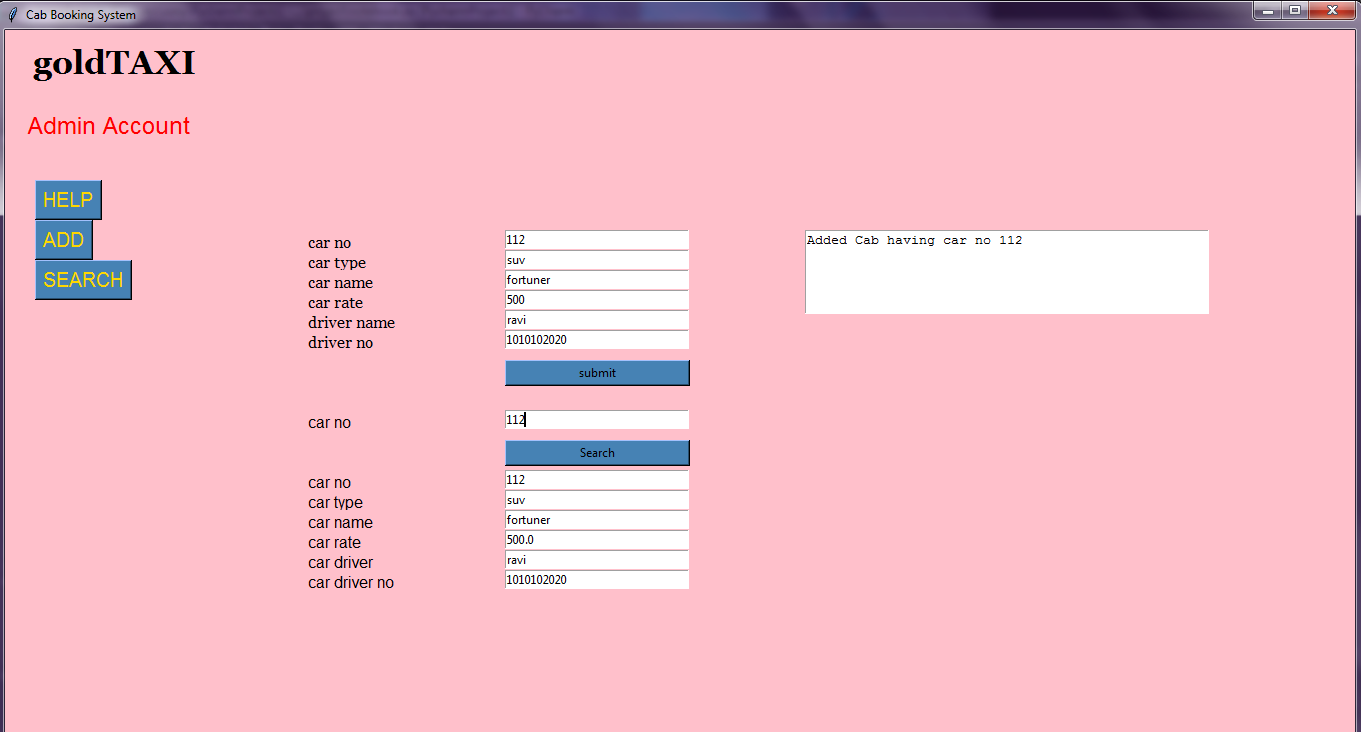 Cab Booking System
goldTAXI
Admin Account
HELP
ADD
SEARCH
car no 112
car type suv
car name fortuner
car rate 500
driver name ravi
driver no 1010102020
submit
Added Cab having car no 112
car no 112
Search
car no 112
car type suv
car name fortuner
car rate 500.0
car driver ravi
car driver no 1010102020